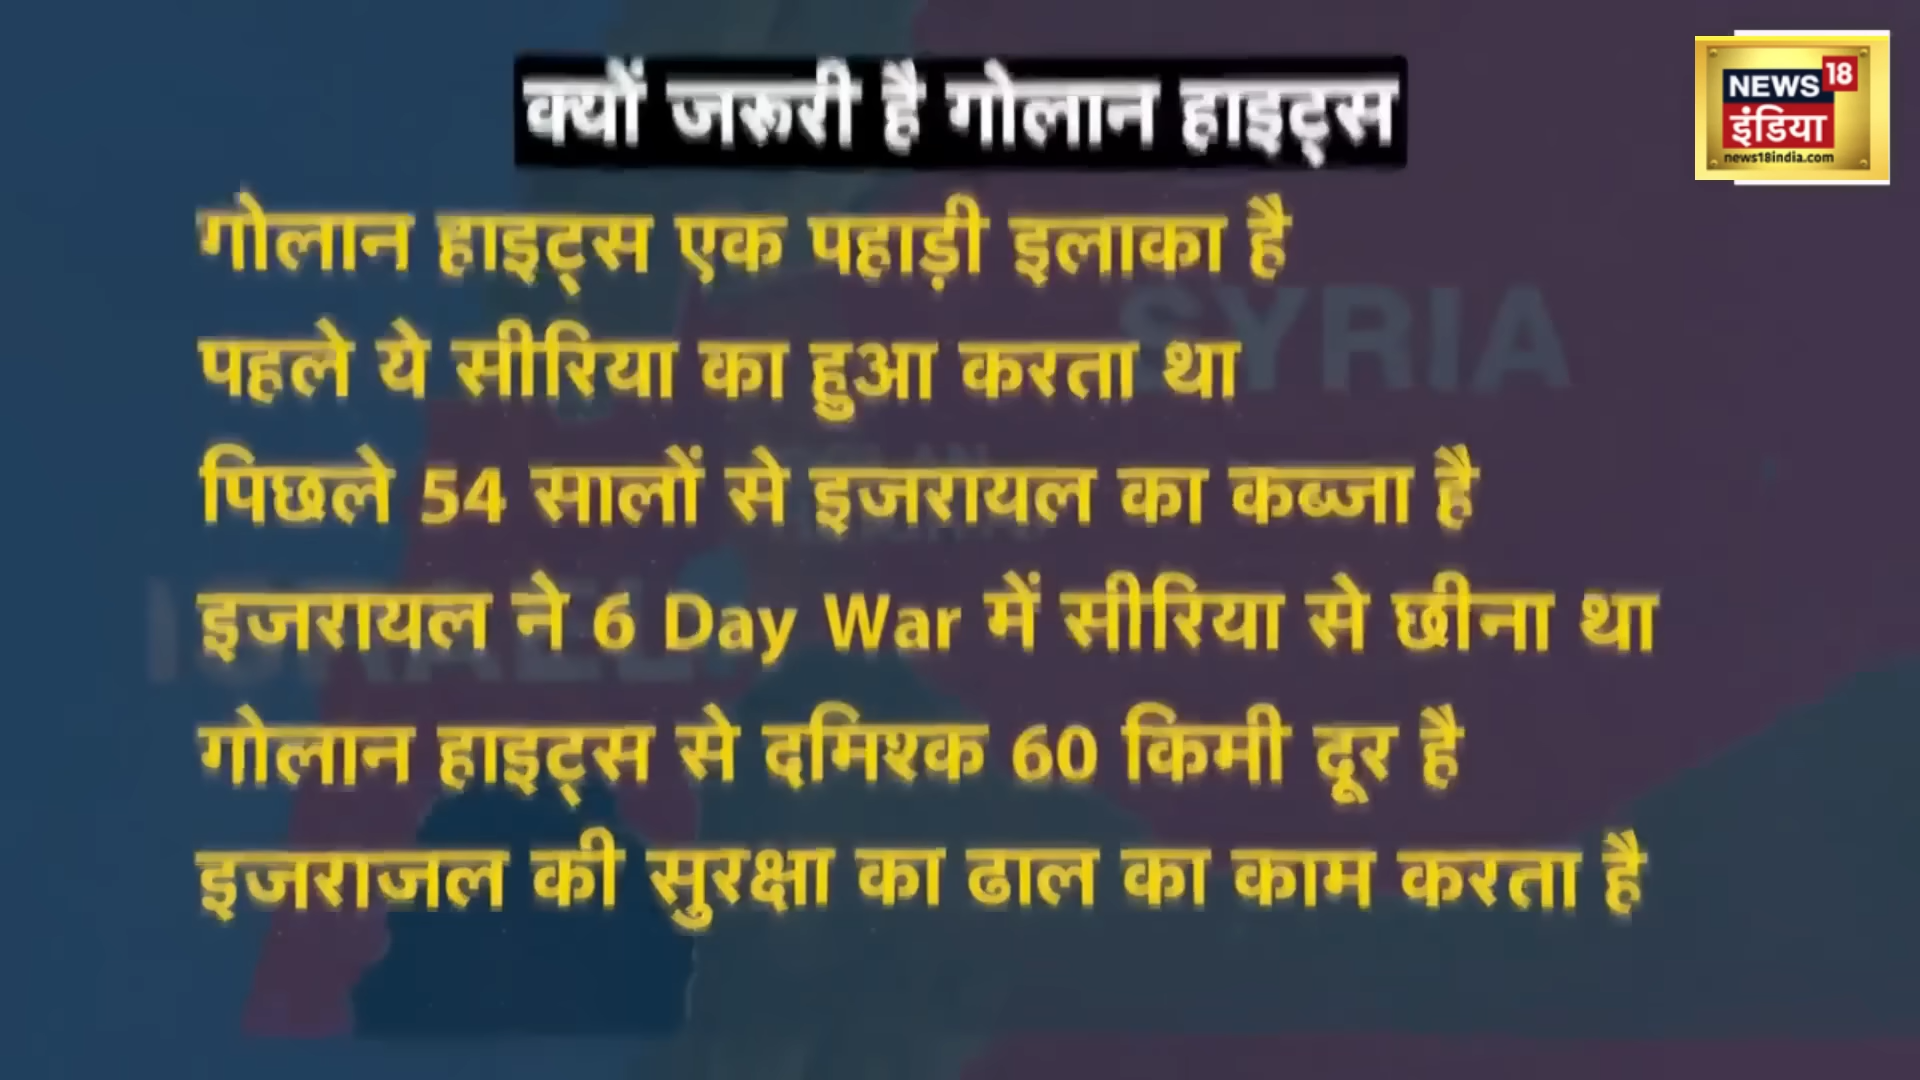 क्यों जरूरी है गोलान हाइट्स
NEWS 18
इंडिया
news18india.com
गोलान हाइट्स एक पहाड़ी इलाका है
SYRIA
पहले ये सीरिया का हुआ करता था
पिछले 54 सालों से इजरायल का कब्जा है
इजरायल ने 6 Day War में सीरिया से छीना था
ISRAEL
गोलान हाइट्स से दमिश्क 60 किमी दूर है
इजराजल की सुरक्षा का ढाल का काम करता है